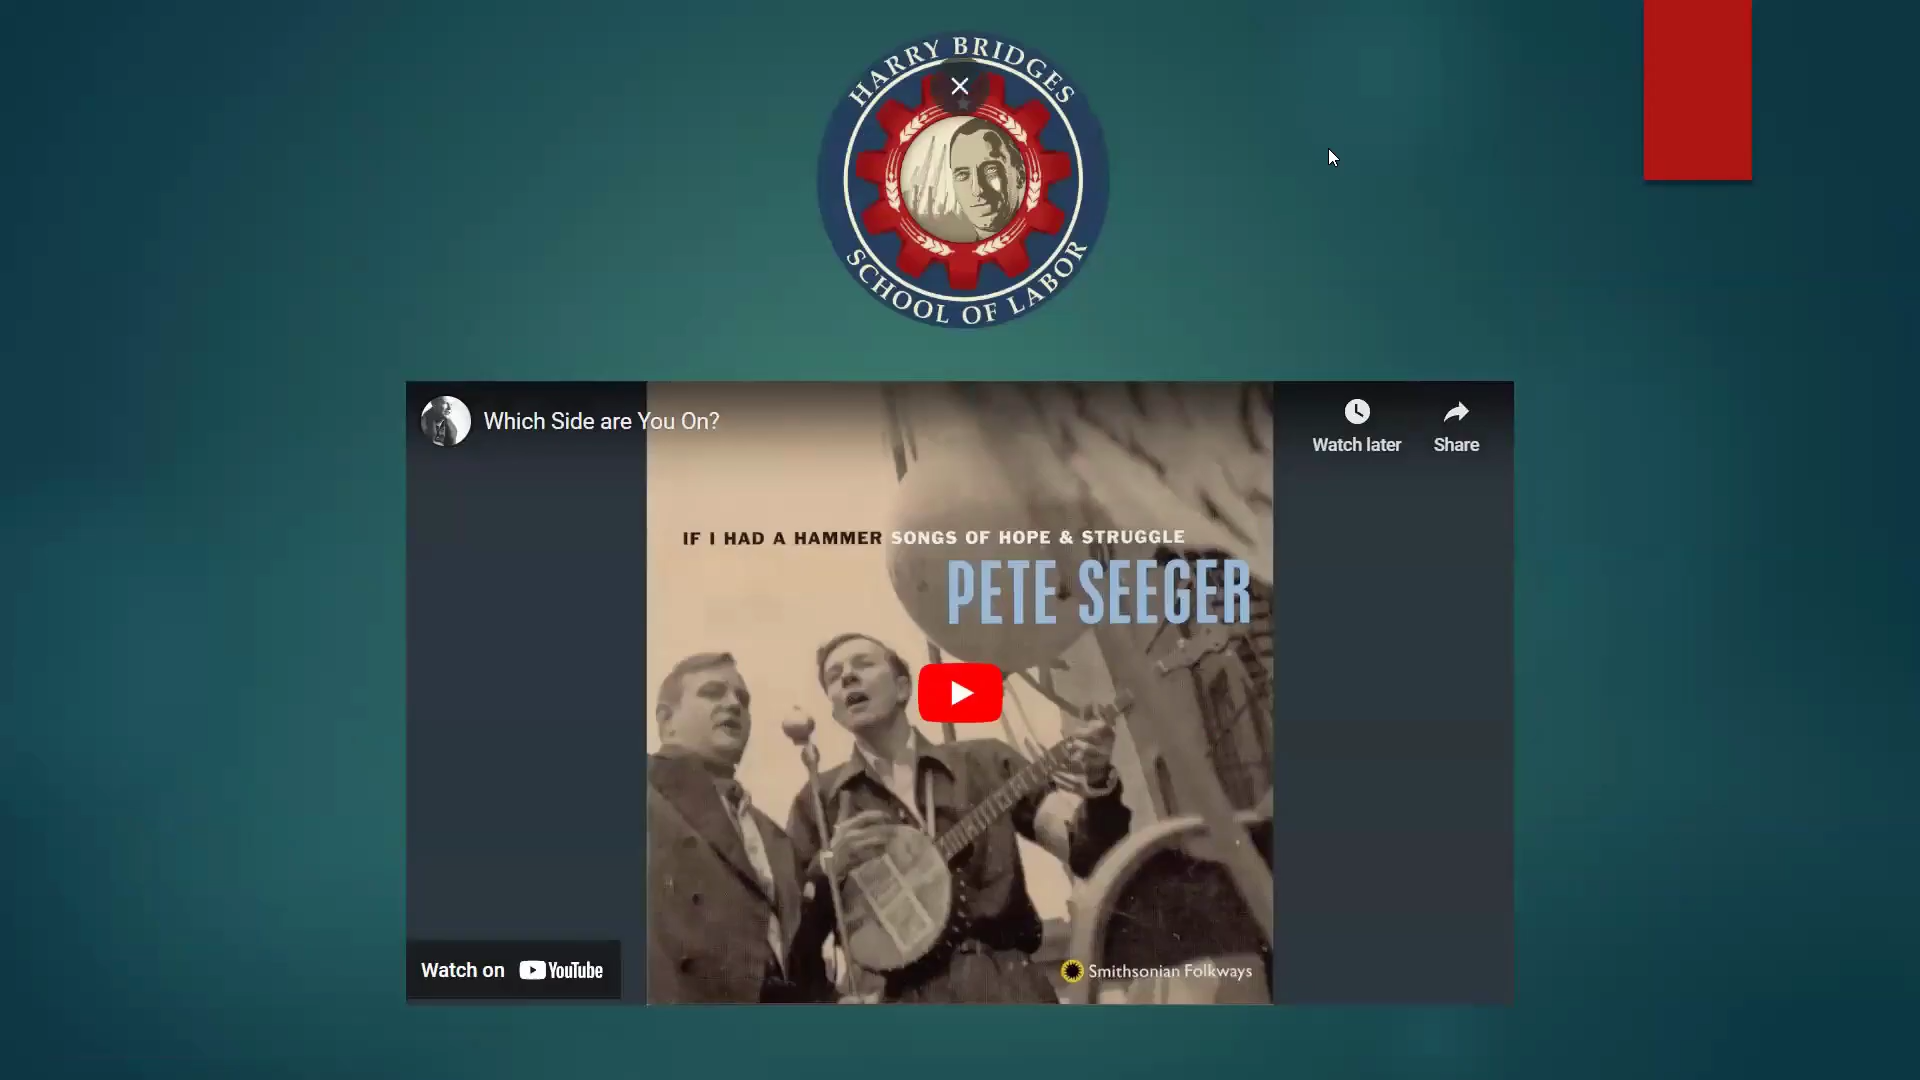 HARRY BRIDGES
SCHOOL OF LABOR
Which Side are You On?
Watch later
Share
IF I HAD A HAMMER SONGS OF HOPE & STRUGGLE
PETE SEEGER
Watch on YouTube
Smithsonian Folkways